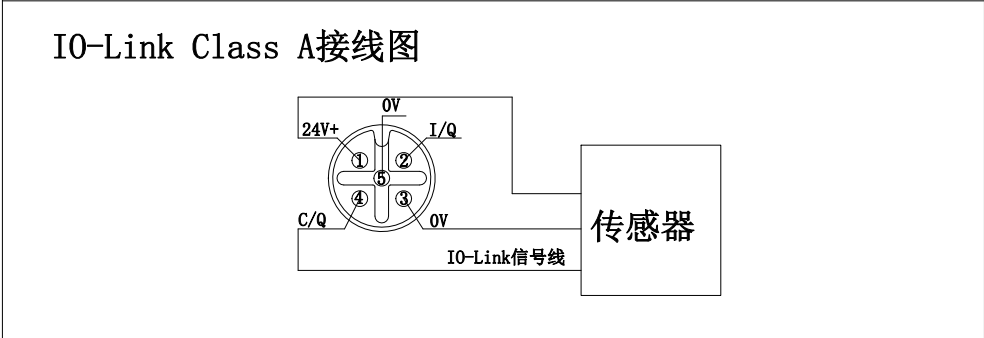 IO-Link Class A接线图
0V
24V+
I/Q
①
②
⑤
④
③
C/Q
0V
传感器
IO-Link信号线